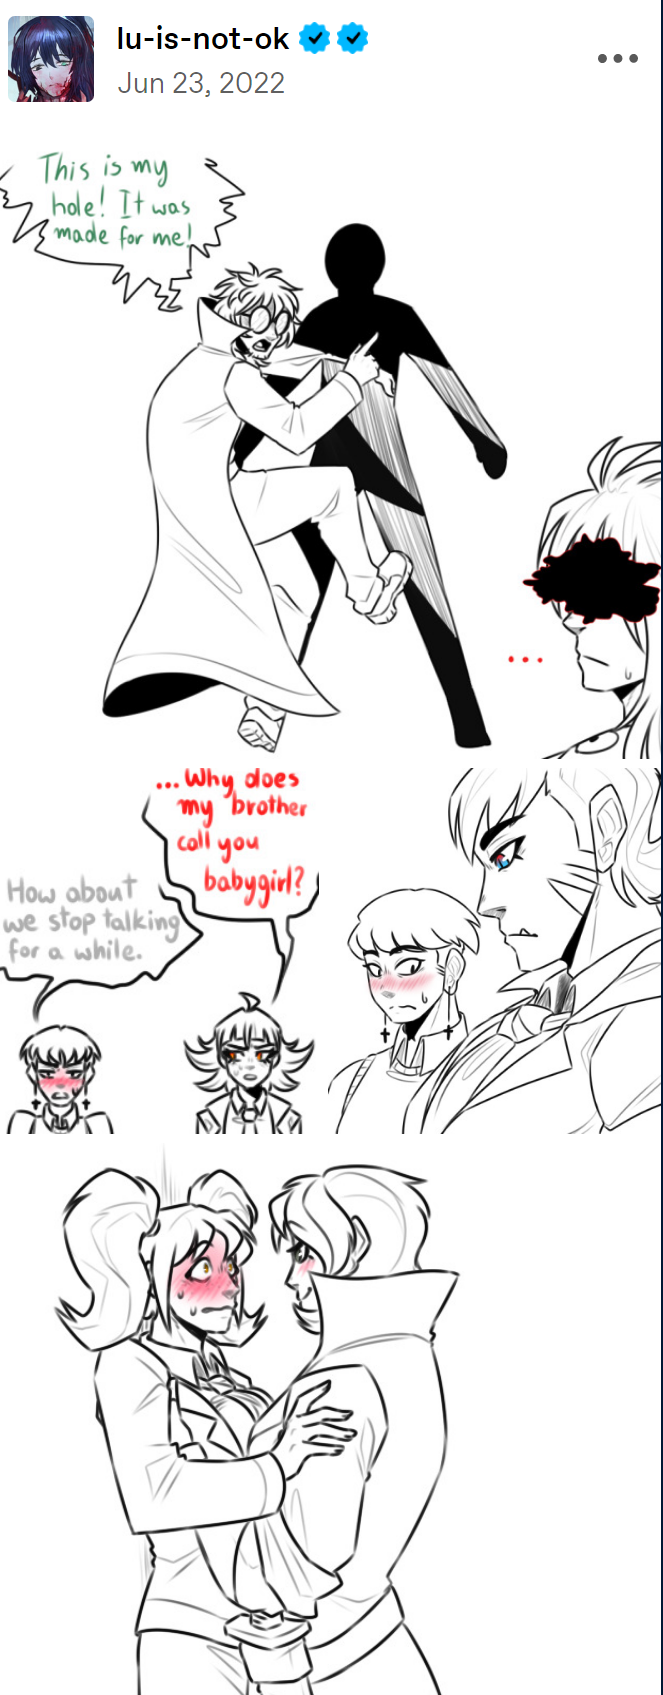 lu-is-not-ok
Jun 23, 2022
This is my
hole! It was
made for me!
...
...Why does
my brother
call you
babygirl?
How about
we stop talking
for a while.